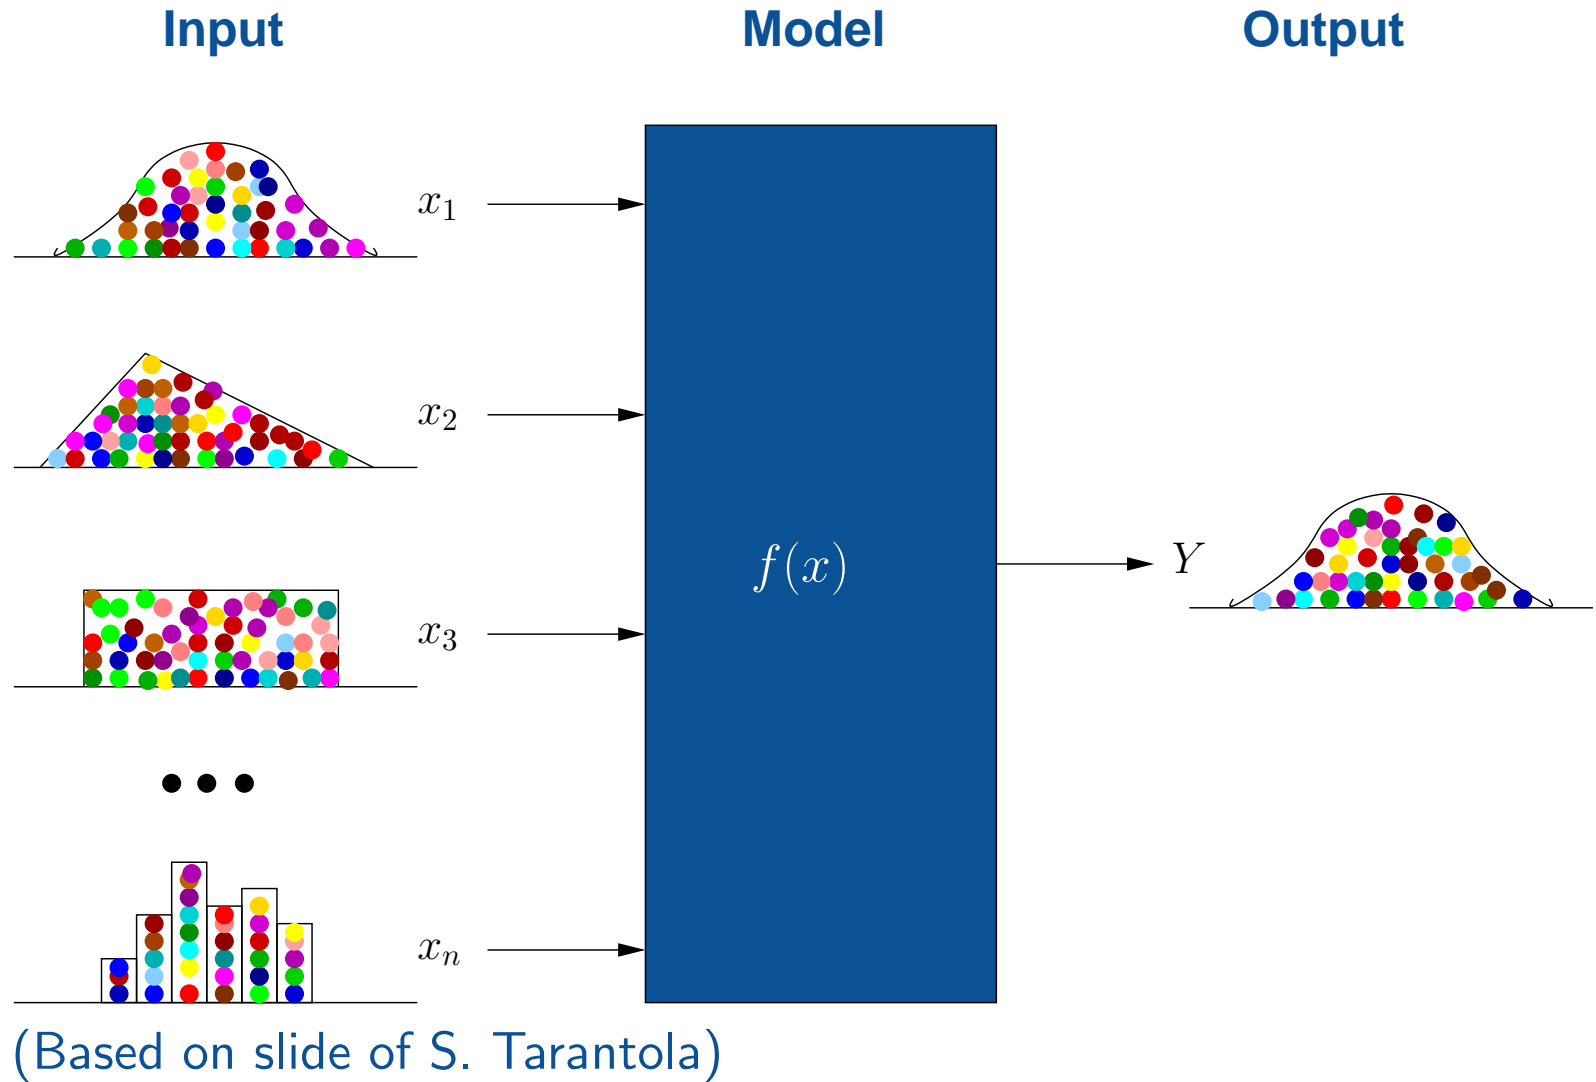 Input Model Output
x₁
x₂
x₃
f(x)
Y
xₙ
(Based on slide of S. Tarantola)